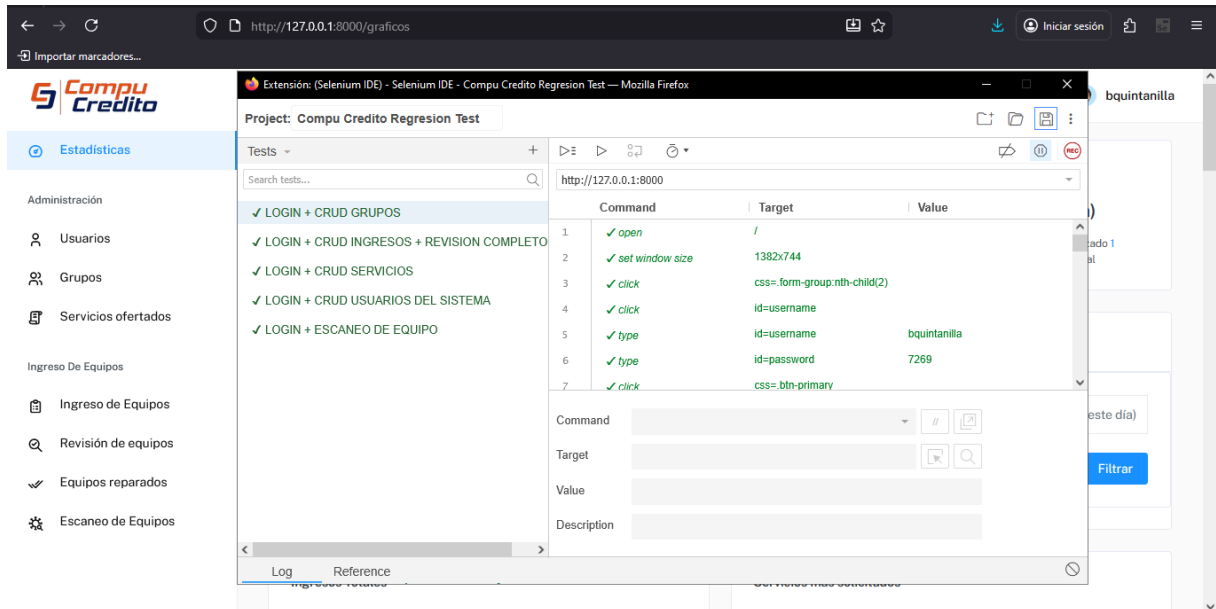 http://127.0.0.1:8000/graficos
Iniciar sesión
Importar marcadores...
Compu
Credito
Extensión: (Selenium IDE) - Selenium IDE - Compu Credito Regresion Test — Mozilla Firefox
bquintanilla
Project: Compu Credito Regresion Test
Estadísticas
Tests
REC
Search tests...
http://127.0.0.1:8000
Administración
Command Target Value
✓ LOGIN + CRUD GRUPOS
Usuarios
1 ✓ open /
✓ LOGIN + CRUD INGRESOS + REVISION COMPLETO
2 ✓ set window size 1382x744
Grupos
✓ LOGIN + CRUD SERVICIOS
3 ✓ click css=.form-group:nth-child(2)
✓ LOGIN + CRUD USUARIOS DEL SISTEMA
4 ✓ click id=username
Servicios ofertados
✓ LOGIN + ESCANEO DE EQUIPO
5 ✓ type id=username bquintanilla
6 ✓ type id=password 7269
Ingreso De Equipos
7 ✓ click css=.btn-primary
Ingreso de Equipos
este día)
Command //
Revisión de equipos
Target
Filtrar
Equipos reparados
Value
Escaneo de Equipos
Description
Log Reference